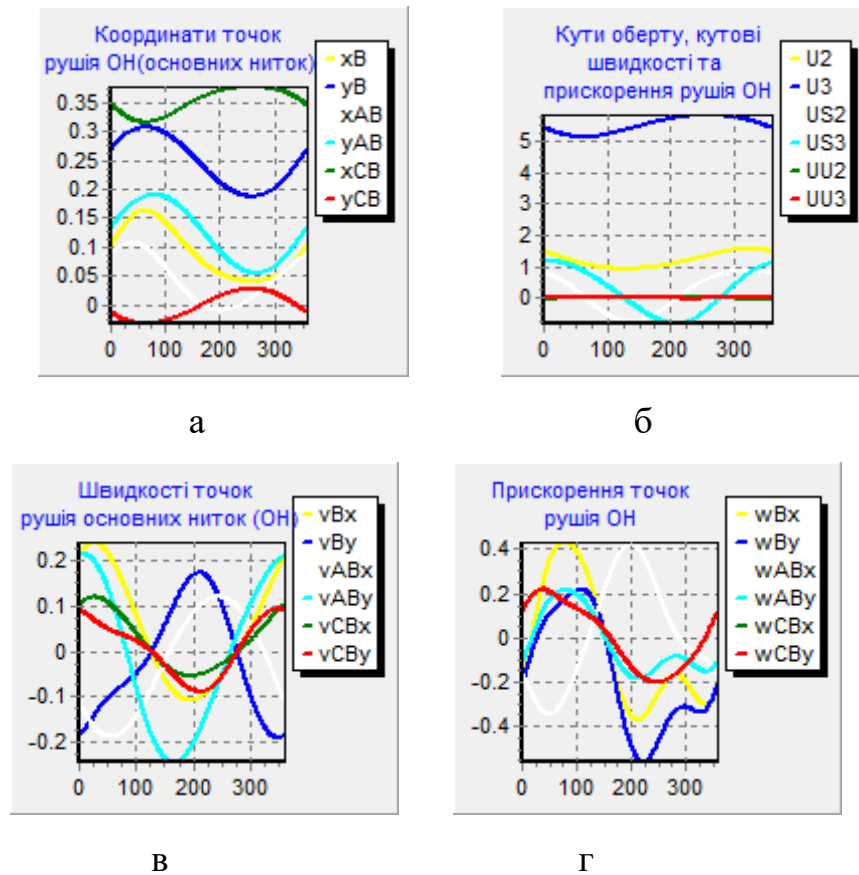 Координати точок
рушія ОН(основних ниток)
xB
yB
xAB
yAB
xCB
yCB
0.35
0.3
0.25
0.2
0.15
0.1
0.05
0
0 100 200 300
а
Кути оберту, кутові
швидкості та
прискорення рушія ОН
U2
U3
US2
US3
UU2
UU3
5
4
3
2
1
0
0 100 200 300
б
Швидкості точок
рушія основних ниток (ОН)
vBx
vBy
vABx
vABy
vCBx
vCBy
0.2
0.1
0
-0.1
-0.2
0 100 200 300
в
Прискорення точок
рушія ОН
wBx
wBy
wABx
wABy
wCBx
wCBy
0.4
0.2
0
-0.2
-0.4
0 100 200 300
г